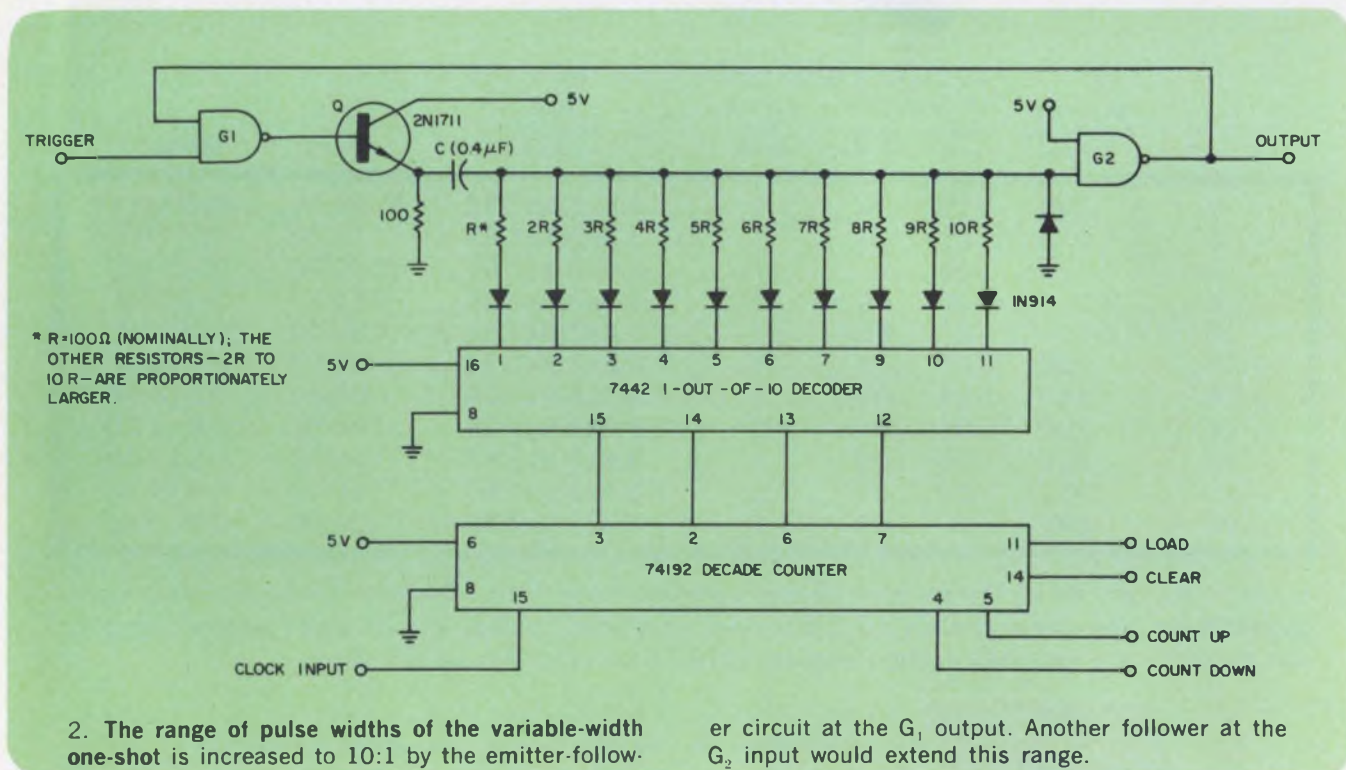 5V
5V
Q
2N1711
TRIGGER
G1
G2
OUTPUT
C (0.4µF)
100
R*
2R
3R
4R
5R
6R
7R
8R
9R
10R
IN914
* R=100Ω (NOMINALLY); THE
OTHER RESISTORS—2R TO
10R—ARE PROPORTIONATELY
LARGER.
5V
16
1
2
3
4
5
6
7
9
10
11
7442 1-OUT-OF-10 DECODER
8
15
14
13
12
5V
6
3
2
6
7
11
LOAD
74192 DECADE COUNTER
14
CLEAR
8
15
4
5
COUNT UP
CLOCK INPUT
COUNT DOWN
2. The range of pulse widths of the variable-width
one-shot is increased to 10:1 by the emitter-follow-
er circuit at the G₁ output. Another follower at the
G₂ input would extend this range.